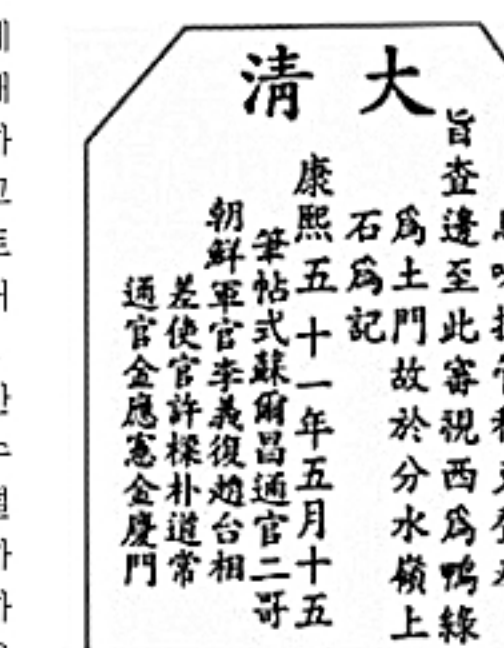 大清
旨查邊至此審視西爲鴨綠
爲土門故於分水嶺上
石爲記
康熙五十一年五月十五
筆帖式蘇爾昌通官二哥
朝鮮軍官李義復趙台相
差使官許樑朴道常
通官金應憲金慶門